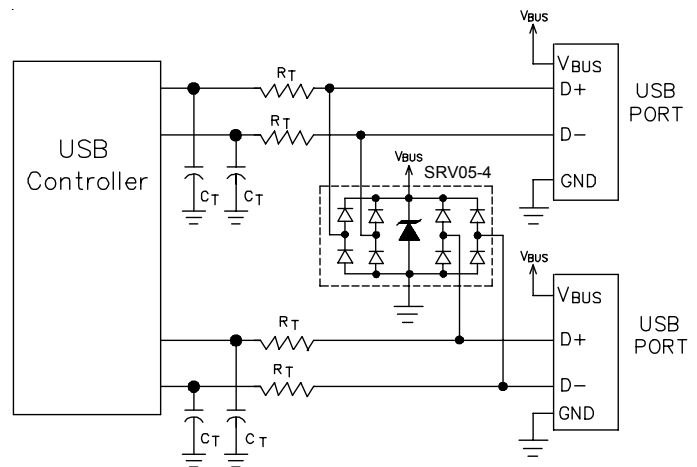 VBUS
USB
Controller
RT
RT
CT
CT
VBUS
D+
D−
GND
USB
PORT
VBUS
SRV05-4
VBUS
RT
RT
CT
CT
VBUS
D+
D−
GND
USB
PORT